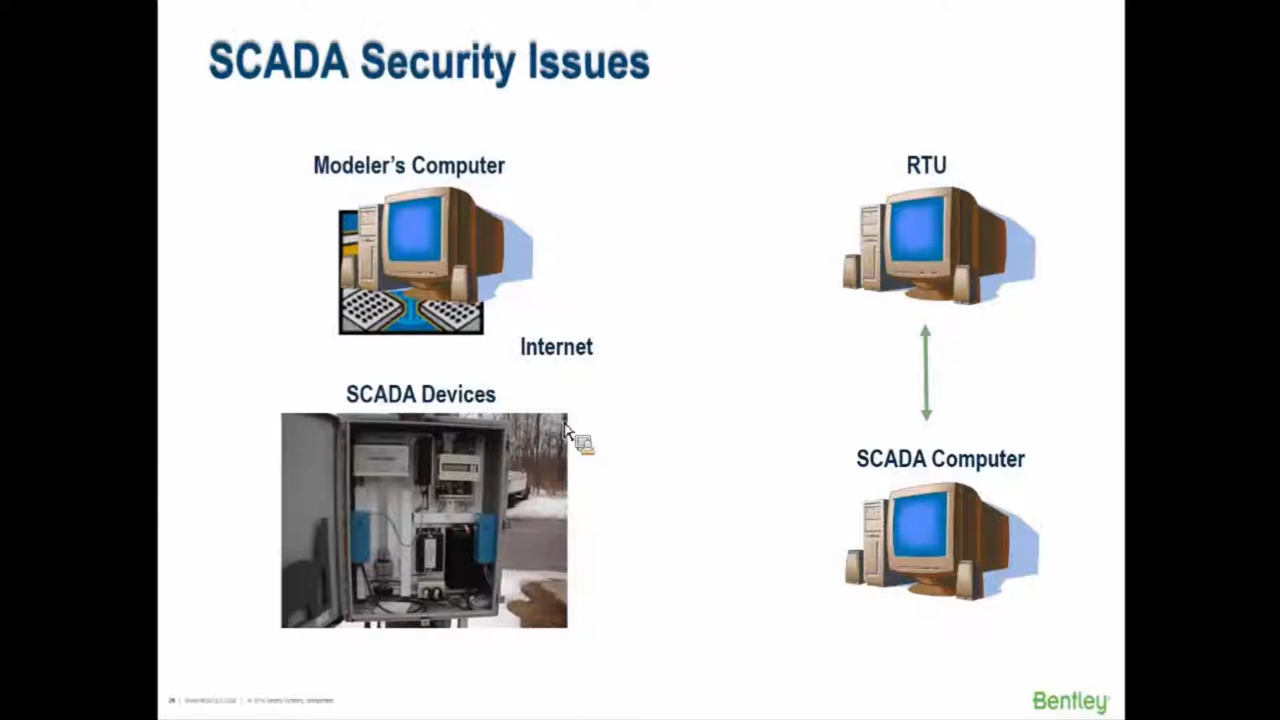 SCADA Security Issues
Modeler's Computer
RTU
Internet
SCADA Devices
SCADA Computer
Bentley